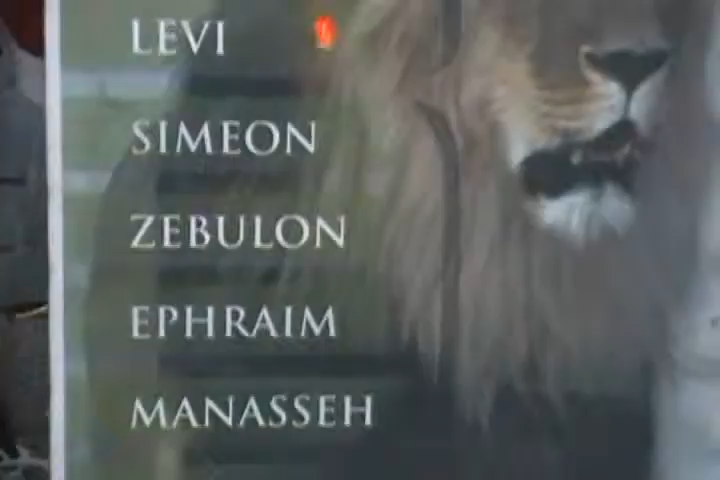 LEVI
SIMEON
ZEBULON
EPHRAIM
MANASSEH